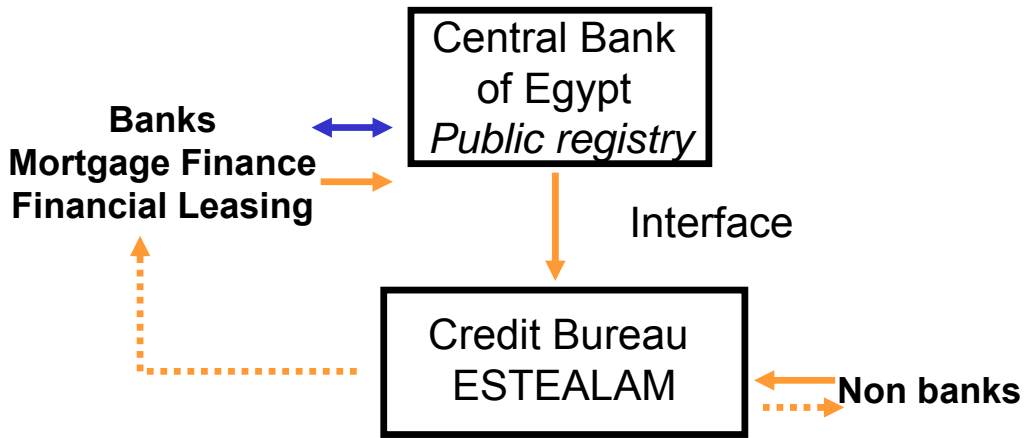 Central Bank
of Egypt
Public registry
Banks
Mortgage Finance
Financial Leasing
Interface
Credit Bureau
ESTEALAM
Non banks